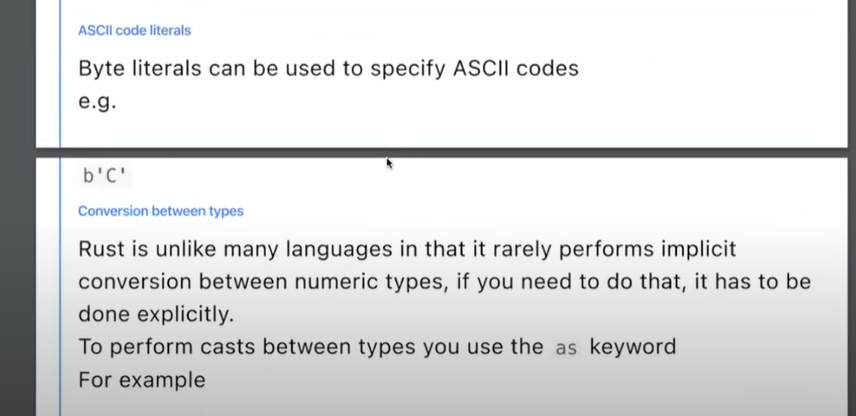 ASCII code literals
Byte literals can be used to specify ASCII codes
e.g.
b'C'
Conversion between types
Rust is unlike many languages in that it rarely performs implicit
conversion between numeric types, if you need to do that, it has to be
done explicitly.
To perform casts between types you use the as keyword
For example